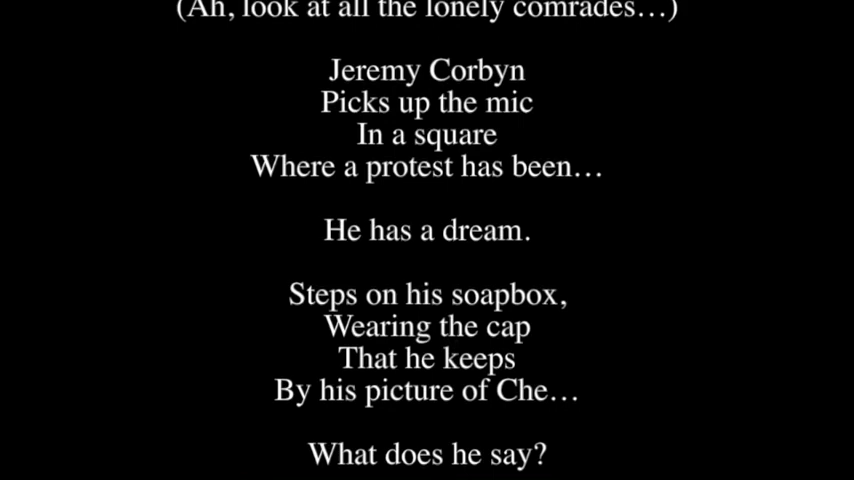 (Ah, look at all the lonely comrades…)
Jeremy Corbyn
Picks up the mic
In a square
Where a protest has been…
He has a dream.
Steps on his soapbox,
Wearing the cap
That he keeps
By his picture of Che…
What does he say?